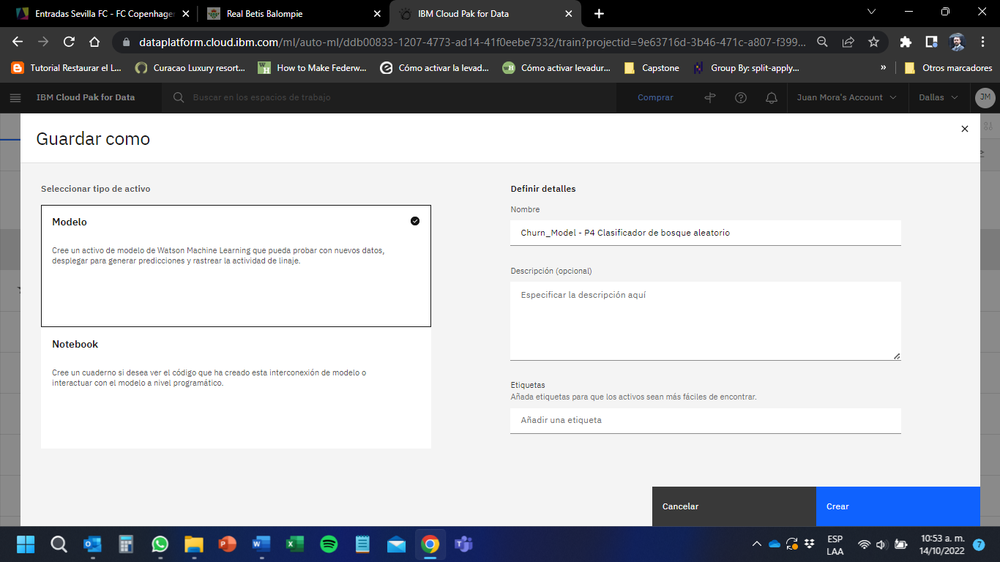 Entradas Sevilla FC - FC Copenhage
Real Betis Balompie
IBM Cloud Pak for Data
dataplatform.cloud.ibm.com/ml/auto-ml/ddb00833-1207-4773-ad14-41f0eebe7332/train?projectid=9e63716d-3b46-471c-a807-f399...
Tutorial Restaurar el L...
Curacao Luxury resort...
How to Make Federw...
Cómo activar la levad...
Cómo activar levadur...
Capstone
Group By: split-apply...
»
Otros marcadores
IBM Cloud Pak for Data
Buscar en los espacios de trabajo
Comprar
Juan Mora's Account
Dallas
JM
Guardar como
Seleccionar tipo de activo
Modelo
Cree un activo de modelo de Watson Machine Learning que pueda probar con nuevos datos,
desplegar para generar predicciones y rastrear la actividad de linaje.
Notebook
Cree un cuaderno si desea ver el código que ha creado esta interconexión de modelo o
interactuar con el modelo a nivel programático.
Definir detalles
Nombre
Churn_Model - P4 Clasificador de bosque aleatorio
Descripción (opcional)
Especificar la descripción aquí
Etiquetas
Añada etiquetas para que los activos sean más fáciles de encontrar.
Añadir una etiqueta
Cancelar
Crear
ESP
LAA
10:53 a. m.
14/10/2022
7